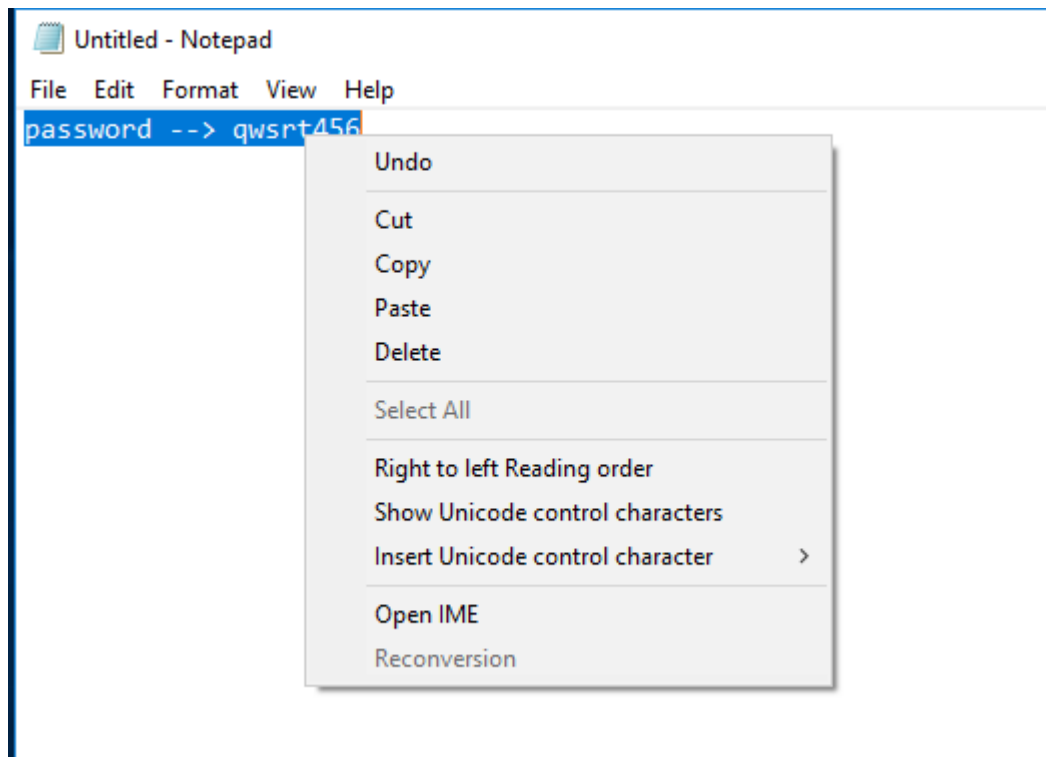 Untitled - Notepad
File Edit Format View Help
password --> qwsrt456
Undo
Cut
Copy
Paste
Delete
Select All
Right to left Reading order
Show Unicode control characters
Insert Unicode control character >
Open IME
Reconversion